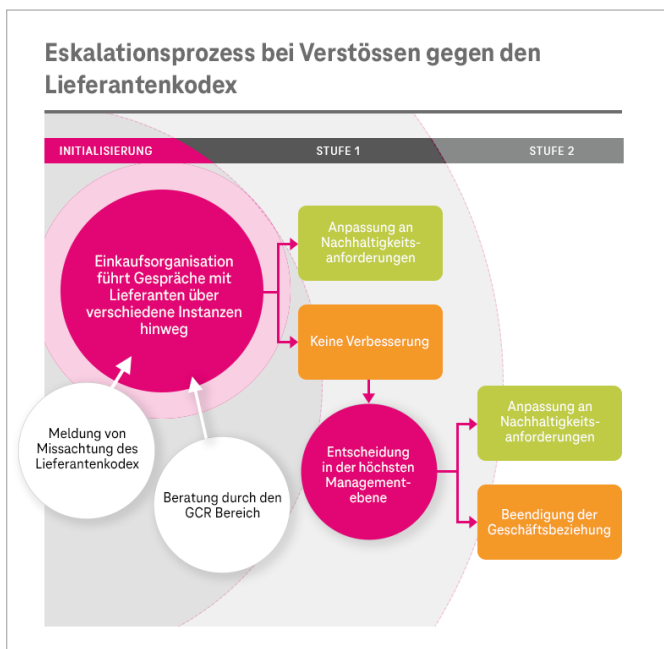 Eskalationsprozess bei Verstössen gegen den
Lieferantenkodex
INITIALISIERUNG
STUFE 1
STUFE 2
Einkaufsorganisation
führt Gespräche mit
Lieferanten über
verschiedene Instanzen
hinweg
Anpassung an
Nachhaltigkeits-
anforderungen
Keine Verbesserung
Meldung von
Missachtung des
Lieferantenkodex
Beratung durch den
GCR Bereich
Entscheidung
in der höchsten
Management-
ebene
Anpassung an
Nachhaltigkeits-
anforderungen
Beendigung der
Geschäftsbeziehung